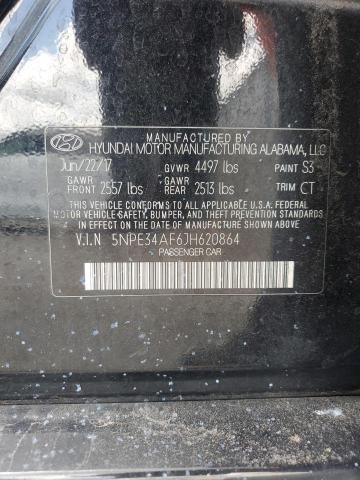 MANUFACTURED BY
HYUNDAI MOTOR MANUFACTURING ALABAMA, LLC
Jun/22/17 GVWR 4497 lbs PAINT S3
GAWR FRONT 2557 lbs GAWR REAR 2513 lbs TRIM CT
THIS VEHICLE CONFORMS TO ALL APPLICABLE U.S.A. FEDERAL
MOTOR VEHICLE SAFETY, BUMPER, AND THEFT PREVENTION
STANDARDS IN EFFECT ON THE DATE OF MANUFACTURE SHOWN ABOVE.
V.I.N 5NPE34AF6JH620864
PASSENGER CAR